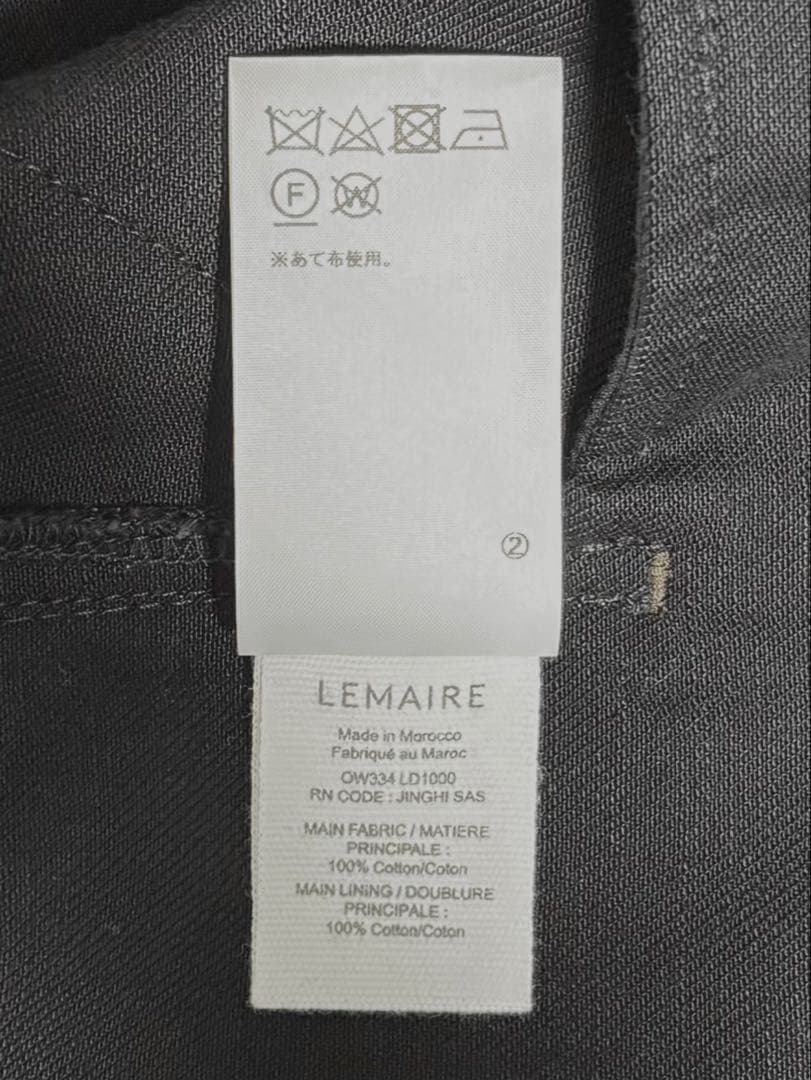 F W
※あて布使用。
②
LEMAIRE
Made in Morocco
Fabriqué au Maroc
OW334 LD1000
RN CODE : JINGHI SAS
MAIN FABRIC / MATIERE
PRINCIPALE :
100% Cotton/Coton
MAIN LINING / DOUBLURE
PRINCIPALE :
100% Cotton/Coton